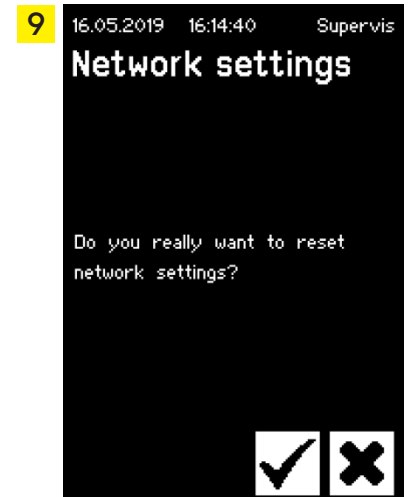 9
16.05.2019 16:14:40 Supervis
Network settings
Do you really want to reset
network settings?